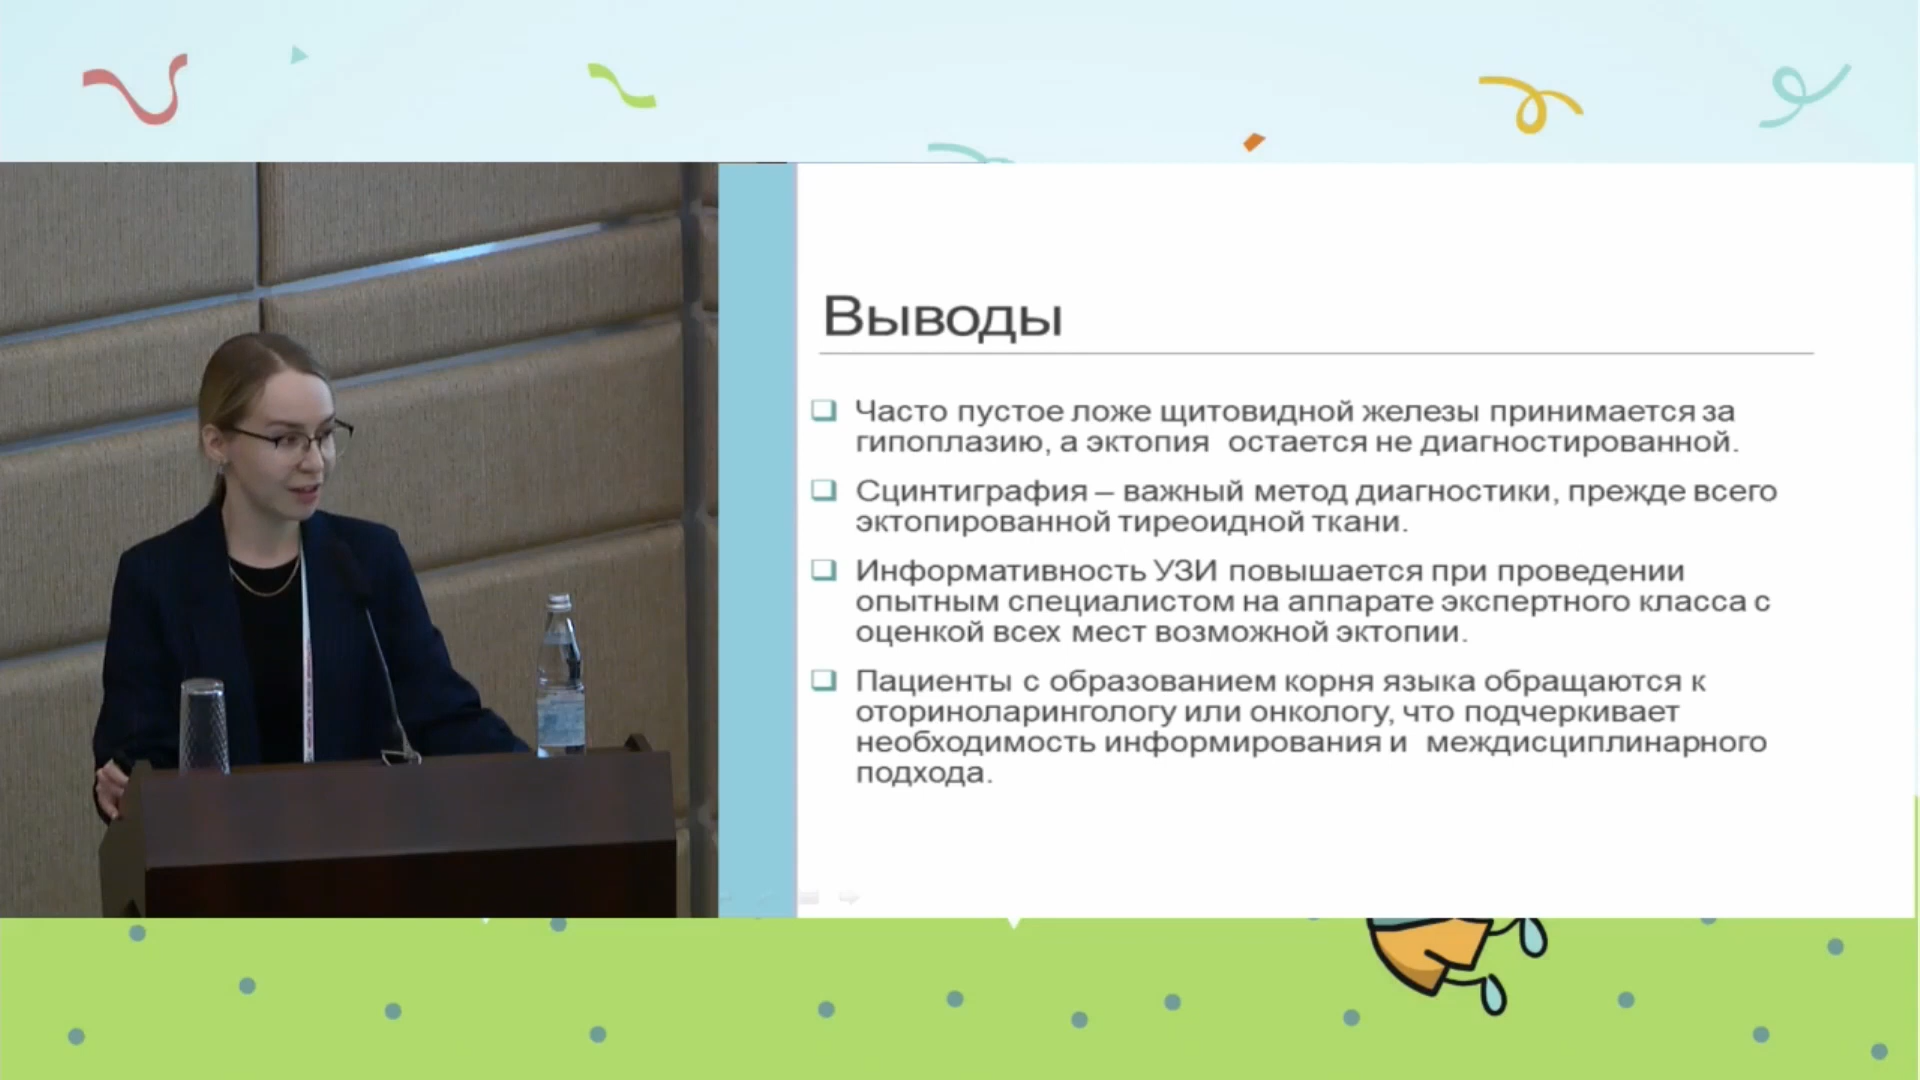 Выводы
Часто пустое ложе щитовидной железы принимается за
гипоплазию, а эктопия остается не диагностированной.
Сцинтиграфия – важный метод диагностики, прежде всего
эктопированной тиреоидной ткани.
Информативность УЗИ повышается при проведении
опытным специалистом на аппарате экспертного класса с
оценкой всех мест возможной эктопии.
Пациенты с образованием корня языка обращаются к
оториноларингологу или онкологу, что подчеркивает
необходимость информирования и междисциплинарного
подхода.